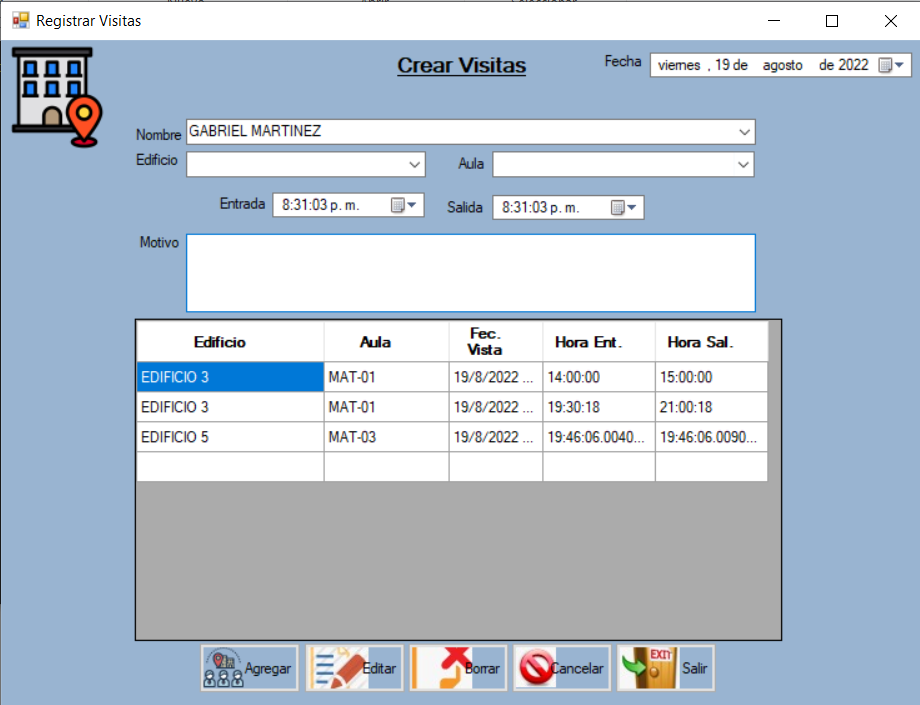 Registrar Visitas
Crear Visitas
Fecha viernes , 19 de agosto de 2022
Nombre GABRIEL MARTINEZ
Edificio Aula
Entrada 8:31:03 p. m. Salida 8:31:03 p. m.
Motivo
Edificio Aula Fec. Vista Hora Ent. Hora Sal.
EDIFICIO 3 MAT-01 19/8/2022 ... 14:00:00 15:00:00
EDIFICIO 3 MAT-01 19/8/2022 ... 19:30:18 21:00:18
EDIFICIO 5 MAT-03 19/8/2022 ... 19:46:06.0040... 19:46:06.0090...
Agregar Editar Borrar Cancelar EXIT Salir